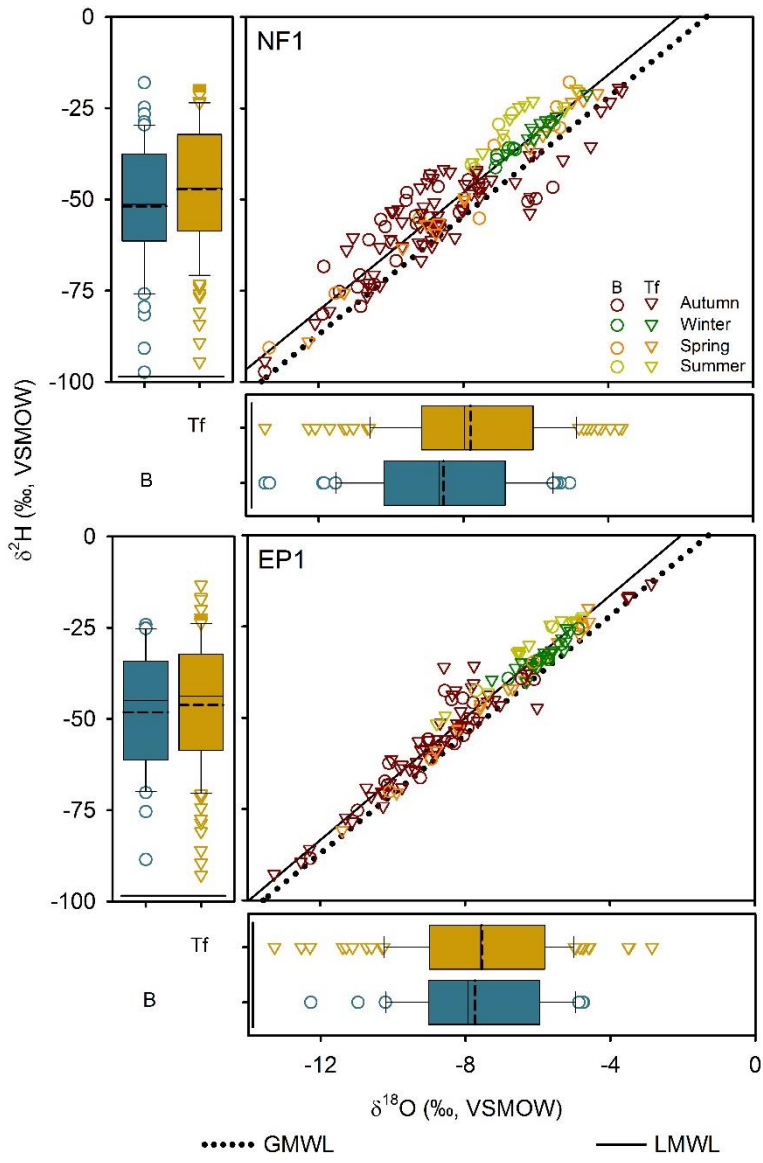 0
NF1
-25
-50
-75
-100
B Tf
Autumn
Winter
Spring
Summer
Tf
B
δ²H (‰, VSMOW)
0
EP1
-25
-50
-75
-100
Tf
B
-12 -8 -4 0
δ¹⁸O (‰, VSMOW)
GMWL LMWL